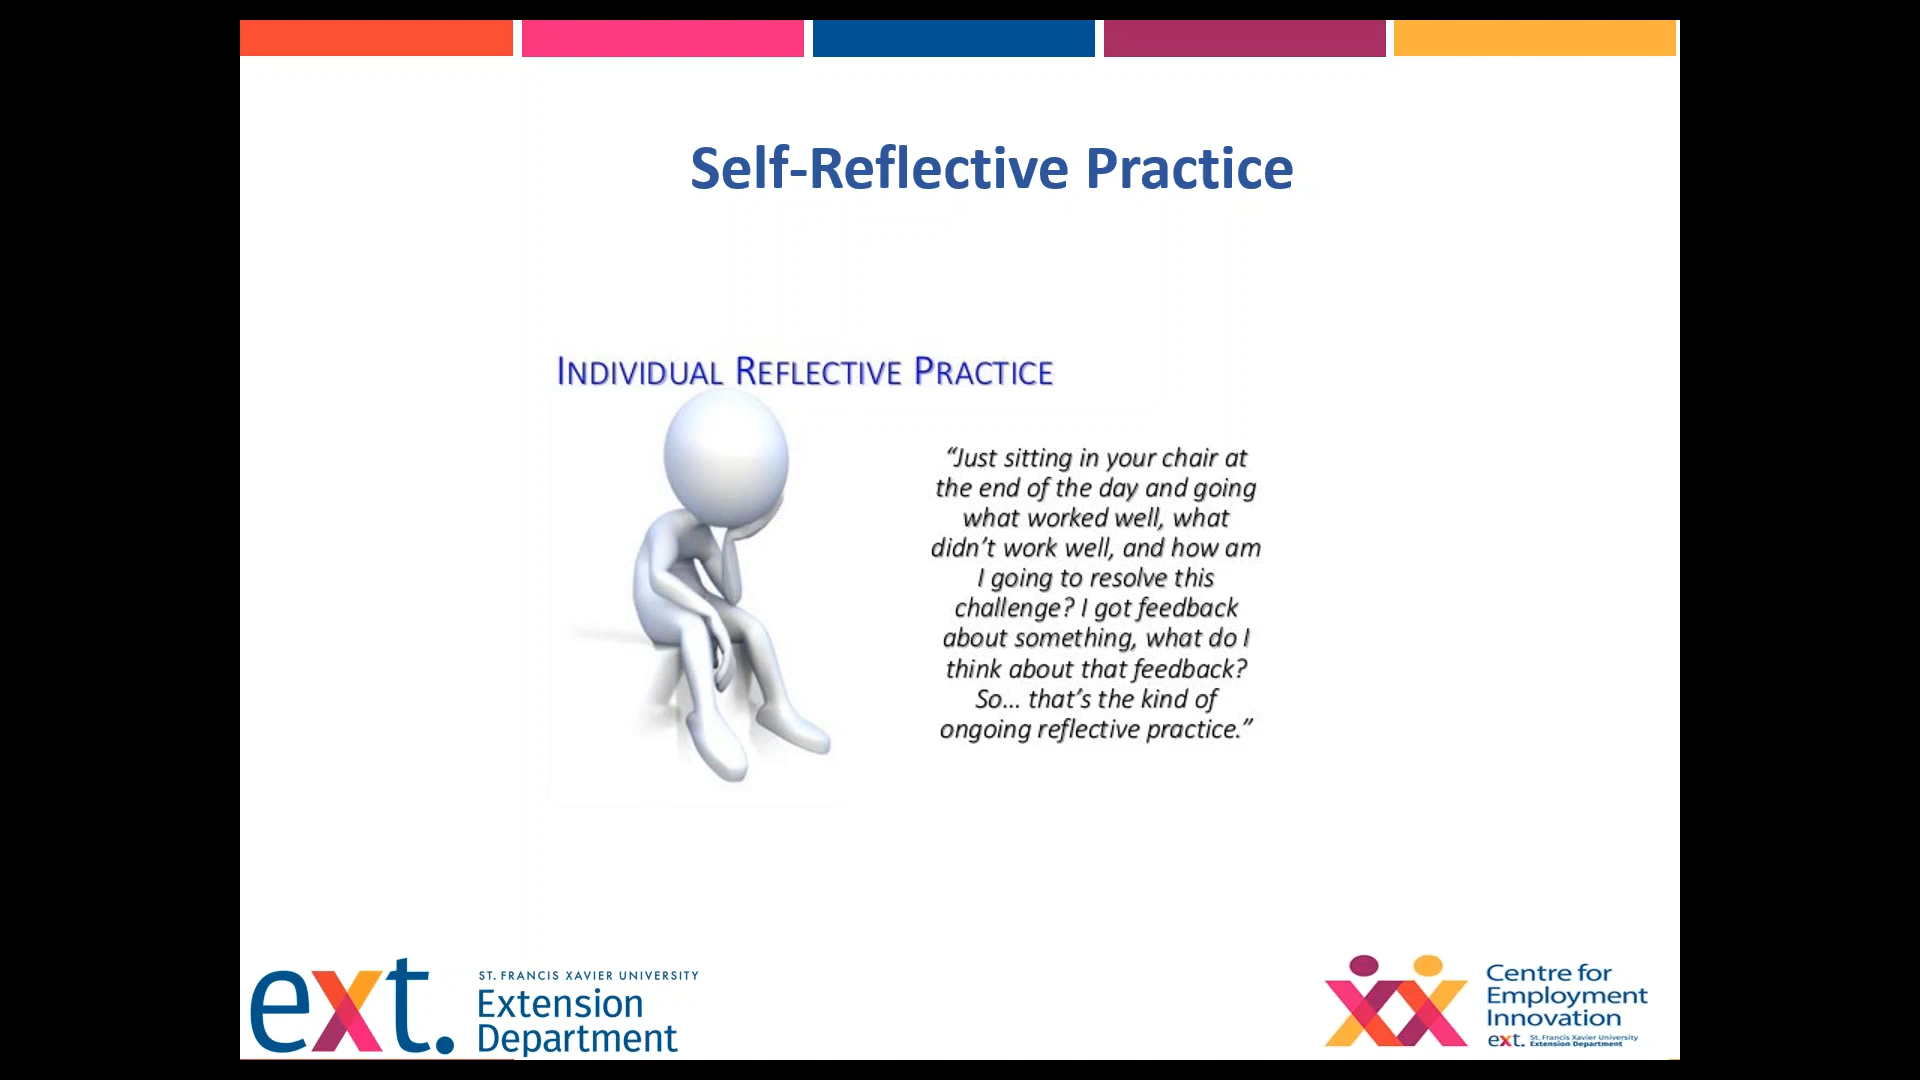 Self-Reflective Practice
INDIVIDUAL REFLECTIVE PRACTICE
“Just sitting in your chair at
the end of the day and going
what worked well, what
didn’t work well, and how am
I going to resolve this
challenge? I got feedback
about something, what do I
think about that feedback?
So... that’s the kind of
ongoing reflective practice.”
ext.
ST. FRANCIS XAVIER UNIVERSITY
Extension
Department
Centre for
Employment
Innovation
ext. St. Francis Xavier University
Extension Department